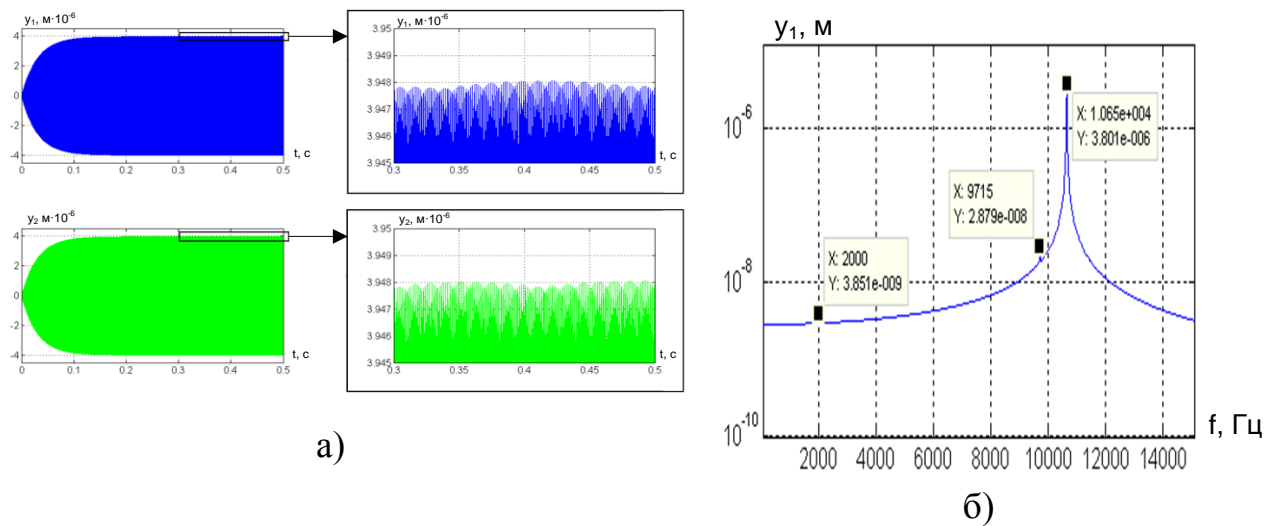 y₁, м·10⁻⁶
4
2
0
-2
-4
0 0.1 0.2 0.3 0.4 0.5
t, с
y₁, м·10⁻⁶
3.95
3.949
3.948
3.947
3.946
3.945
0.3 0.35 0.4 0.45 0.5
t, с
y₂ м·10⁻⁶
4
2
0
-2
-4
0 0.1 0.2 0.3 0.4 0.5
t, с
y₂, м·10⁻⁶
3.95
3.949
3.948
3.947
3.946
3.945
0.3 0.35 0.4 0.45 0.5
t, с
а)
y₁, м
10⁻⁶
10⁻⁸
10⁻¹⁰
X: 1.065e+004
Y: 3.801e-006
X: 9715
Y: 2.879e-008
X: 2000
Y: 3.851e-009
2000 4000 6000 8000 10000 12000 14000
f, Гц
б)